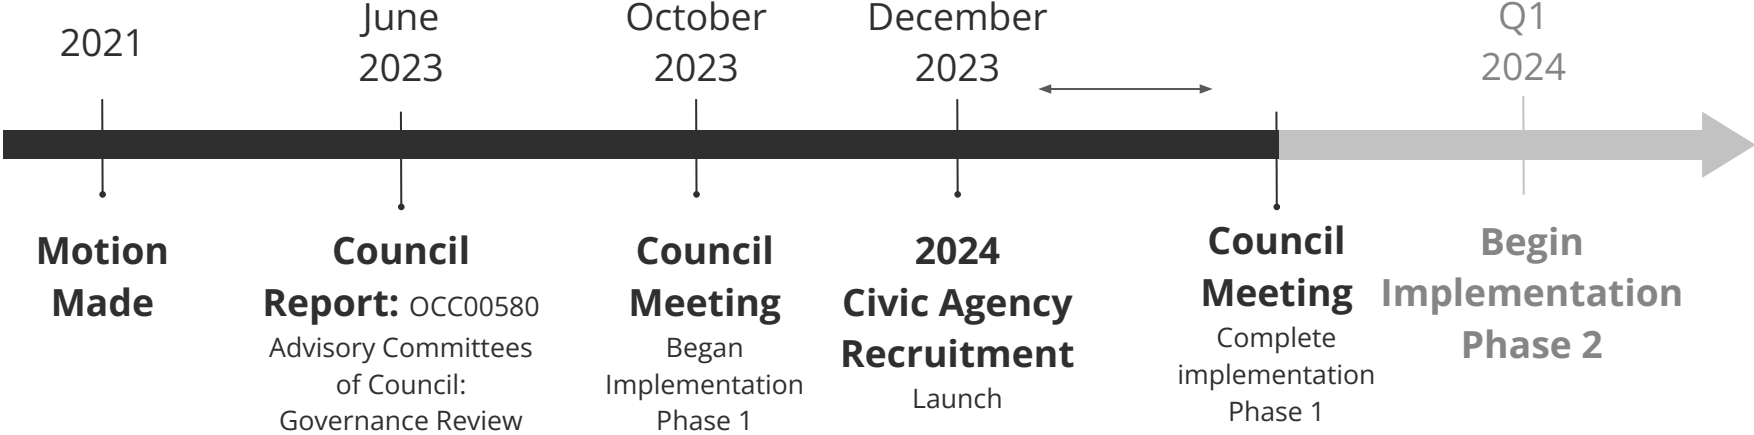 2021
June
2023
October
2023
December
2023
Q1
2024
Motion
Made
Council
Report: OCC00580
Advisory Committees
of Council:
Governance Review
Council
Meeting
Began
Implementation
Phase 1
2024
Civic Agency
Recruitment
Launch
Council
Meeting
Complete
implementation
Phase 1
Begin
Implementation
Phase 2